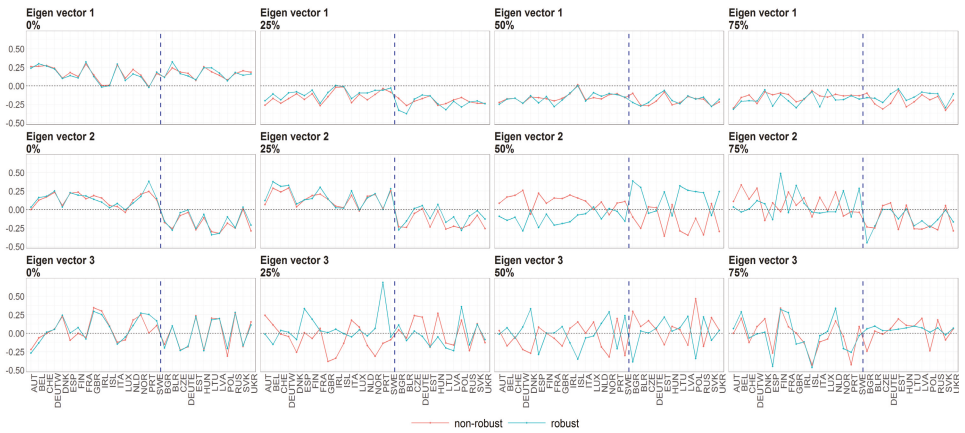 Eigen vector 1
0%
Eigen vector 1
25%
Eigen vector 1
50%
Eigen vector 1
75%
0.50
0.25
0.00
-0.25
-0.50
Eigen vector 2
0%
Eigen vector 2
25%
Eigen vector 2
50%
Eigen vector 2
75%
0.50
0.25
0.00
-0.25
-0.50
Eigen vector 3
0%
Eigen vector 3
25%
Eigen vector 3
50%
Eigen vector 3
75%
0.50
0.25
0.00
-0.25
-0.50
AUT BEL CHE DEUTW DNK ESP FIN FRA GBR IRL ISL ITA LUX NLD NOR PRT SWE BGR BLR CZE DEUTE EST HUN LTU LVA POL RUS SVK UKR
AUT BEL CHE DEUTW DNK ESP FIN FRA GBR IRL ISL ITA LUX NLD NOR PRT SWE BGR BLR CZE DEUTE EST HUN LTU LVA POL RUS SVK UKR
AUT BEL CHE DEUTW DNK ESP FIN FRA GBR IRL ISL ITA LUX NLD NOR PRT SWE BGR BLR CZE DEUTE EST HUN LTU LVA POL RUS SVK UKR
AUT BEL CHE DEUTW DNK ESP FIN FRA GBR IRL ISL ITA LUX NLD NOR PRT SWE BGR BLR CZE DEUTE EST HUN LTU LVA POL RUS SVK UKR
non-robust robust